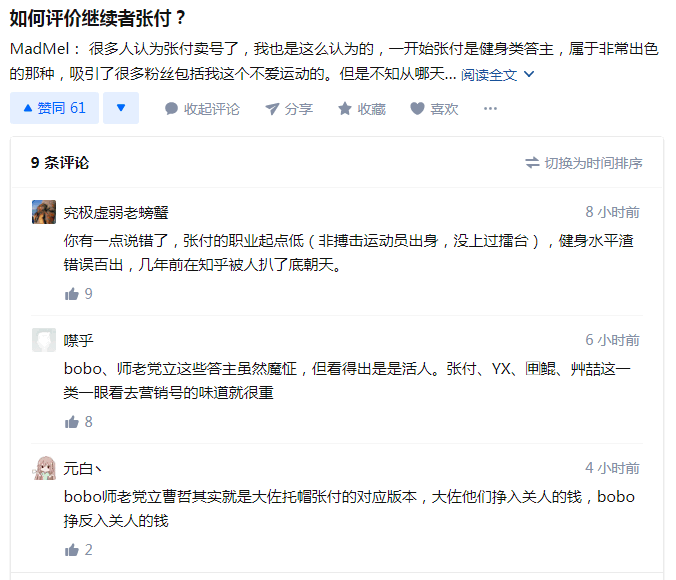 如何评价继续者张付？
MadMel： 很多人认为张付卖号了，我也是这么认为的，一开始张付是健身类答主，属于非常出色
的那种，吸引了很多粉丝包括我这个不爱运动的。但是不知从哪天... 阅读全文
赞同 61 收起评论 分享 收藏 喜欢 ···
9 条评论 切换为时间排序
究极虚弱老螃蟹 8 小时前
你有一点说错了，张付的职业起点低（非搏击运动员出身，没上过擂台），健身水平渣
错误百出，几年前在知乎被人扒了底朝天。
9
噤乎 6 小时前
bobo、师老党立这些答主虽然魔怔，但看得出是是活人。张付、YX、匣鲲、艸喆这一
类一眼看去营销号的味道就很重
8
元白丶 4 小时前
bobo师老党立曹哲其实就是大佐托帽张付的对应版本，大佐他们挣入关人的钱，bobo
挣反入关人的钱
2